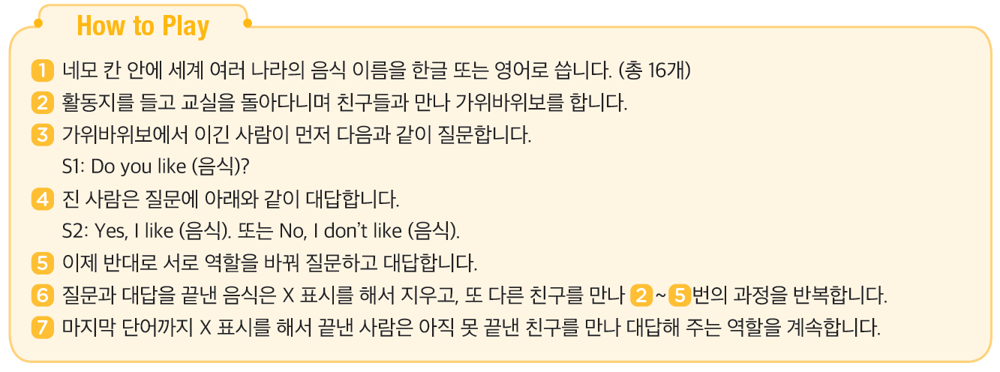 How to Play
1 네모 칸 안에 세계 여러 나라의 음식 이름을 한글 또는 영어로 씁니다. (총 16개)
2 활동지를 들고 교실을 돌아다니며 친구들과 만나 가위바위보를 합니다.
3 가위바위보에서 이긴 사람이 먼저 다음과 같이 질문합니다.
S1: Do you like (음식)?
4 진 사람은 질문에 아래와 같이 대답합니다.
S2: Yes, I like (음식). 또는 No, I don't like (음식).
5 이제 반대로 서로 역할을 바꿔 질문하고 대답합니다.
6 질문과 대답을 끝낸 음식은 X 표시를 해서 지우고, 또 다른 친구를 만나 2~5번의 과정을 반복합니다.
7 마지막 단어까지 X 표시를 해서 끝낸 사람은 아직 못 끝낸 친구를 만나 대답해 주는 역할을 계속합니다.